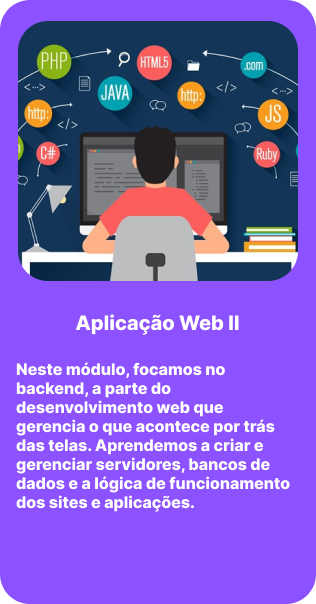 PHP
HTML5
.com
JAVA
http:
http:
JS
C#
Ruby
Aplicação Web II
Neste módulo, focamos no
backend, a parte do
desenvolvimento web que
gerencia o que acontece por trás
das telas. Aprendemos a criar e
gerenciar servidores, bancos de
dados e a lógica de funcionamento
dos sites e aplicações.